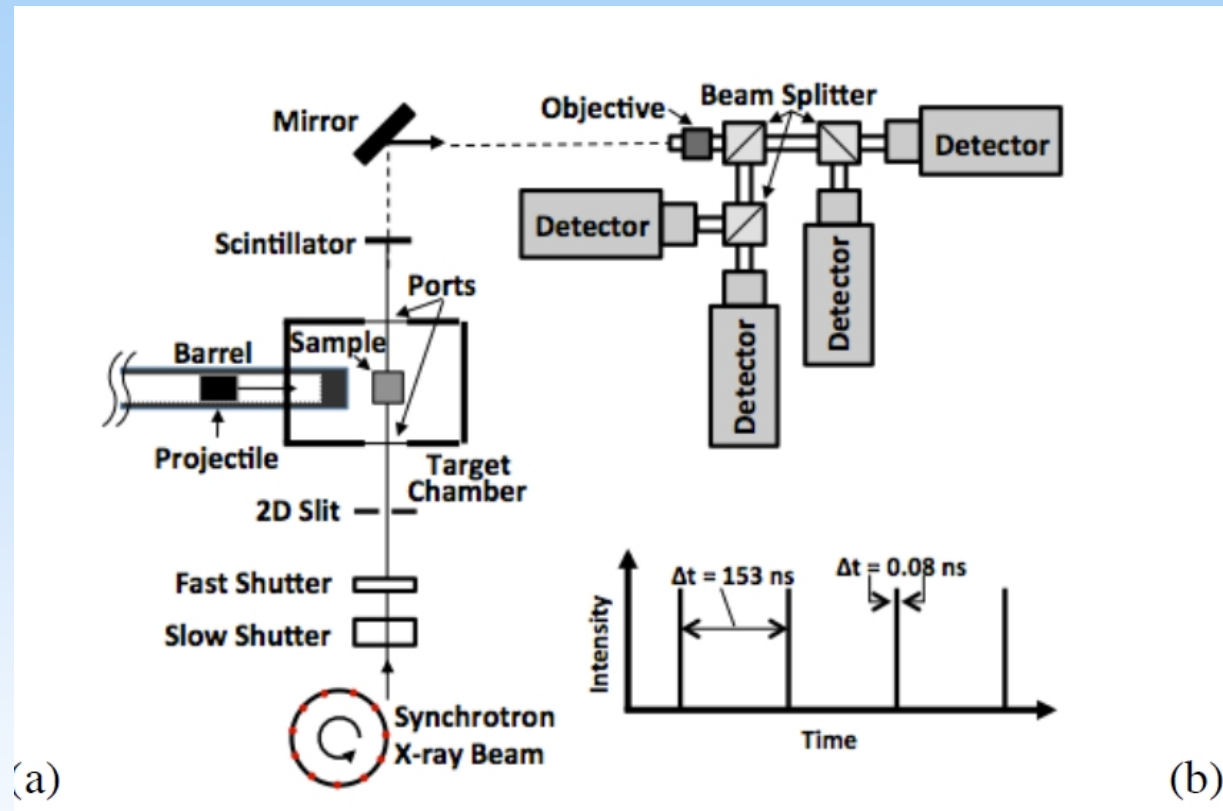 Mirror
Objective
Beam Splitter
Detector
Detector
Detector
Detector
Scintillator
Ports
Sample
Barrel
Projectile
Target
Chamber
2D Slit
Fast Shutter
Slow Shutter
Synchrotron
X-ray Beam
Δt = 153 ns
Δt = 0.08 ns
Intensity
Time
(a)
(b)